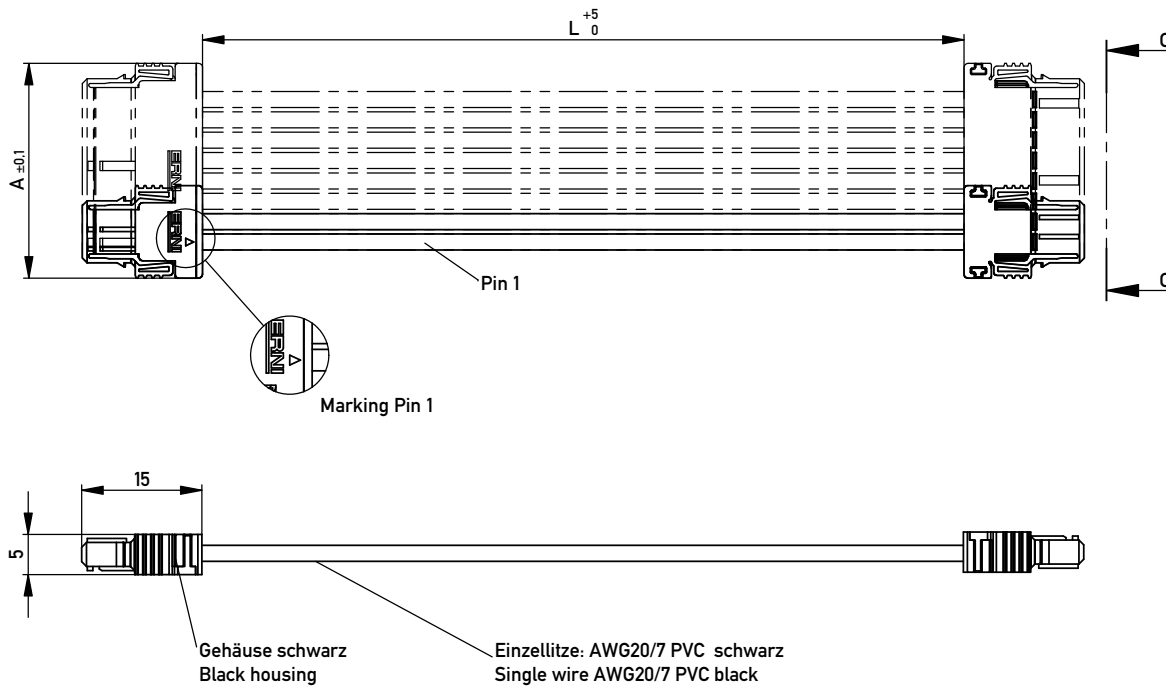 L +5 0
C
A ±0.1
ERNI
ERNI
C
Pin 1
ERNI
Marking Pin 1
15
5
Gehäuse schwarz
Black housing
Einzellitze: AWG20/7 PVC schwarz
Single wire AWG20/7 PVC black